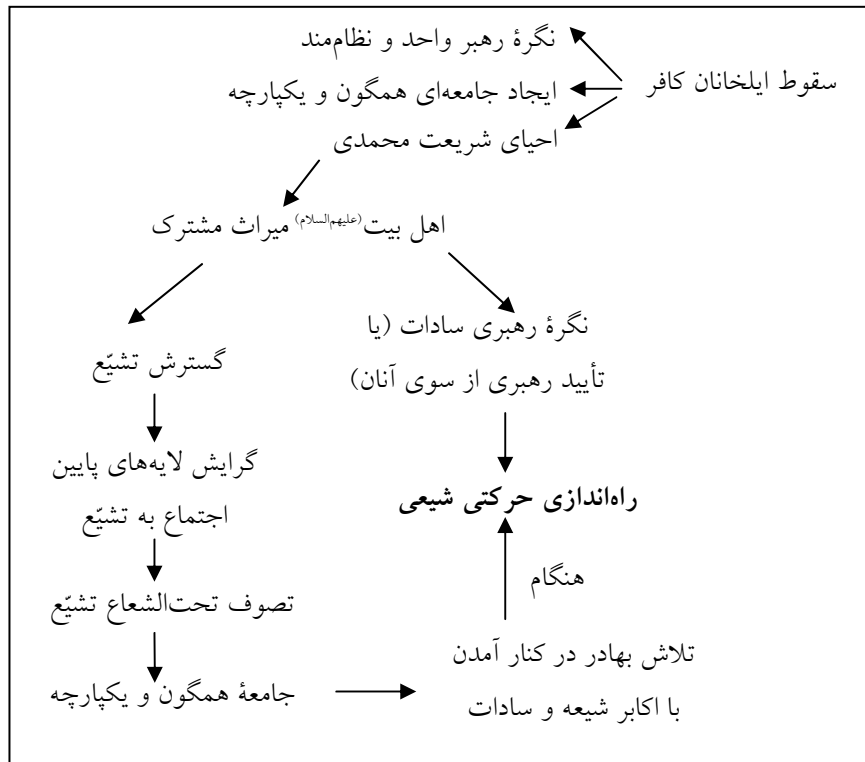 نگرۀ رهبر واحد و نظام‌مند
سقوط ایلخانان کافر
ایجاد جامعه‌ای همگون و یکپارچه
احیای شریعت محمدی
اهل بیت (علیهم‌السلام) میراث مشترک
نگرۀ رهبری سادات (یا
تأیید رهبری از سوی آنان)
گسترش تشیّع
گرایش لایه‌های پایین
اجتماع به تشیّع
راه‌اندازی حرکتی شیعی
هنگام
تصوف تحت‌الشعاع تشیّع
تلاش بهادر در کنار آمدن
با اکابر شیعه و سادات
جامعۀ همگون و یکپارچه